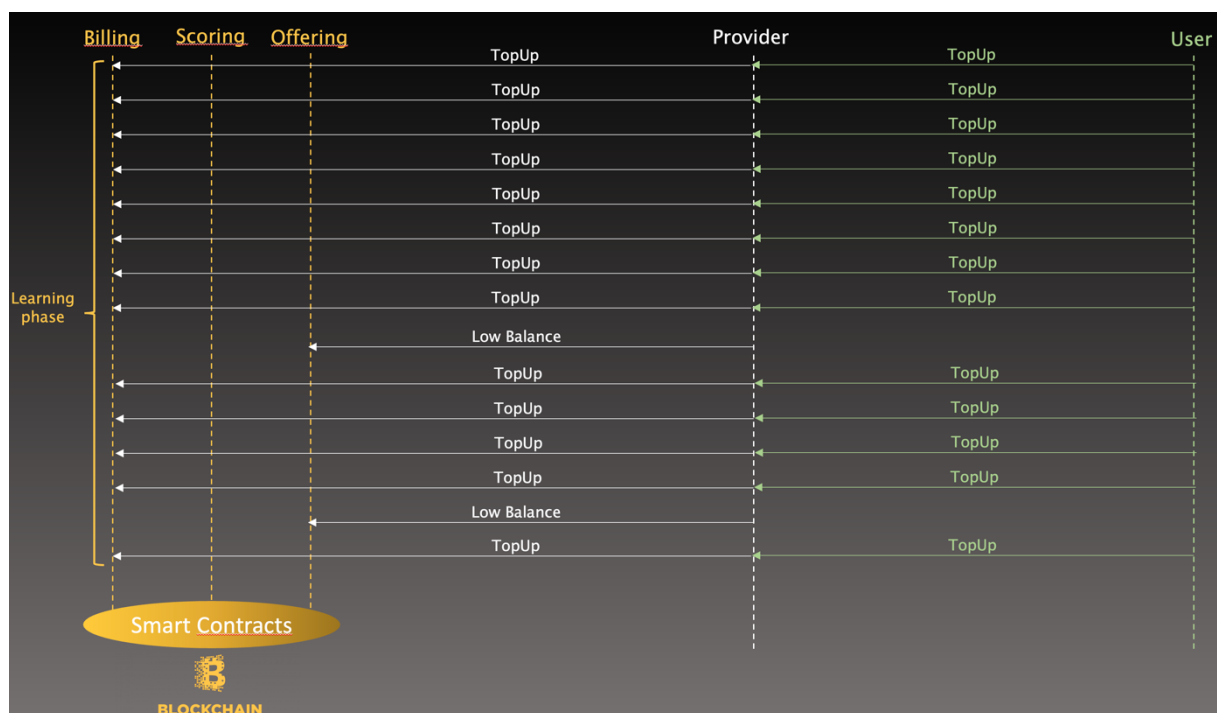 Billing Scoring Offering Provider User
TopUp TopUp
TopUp TopUp
TopUp TopUp
TopUp TopUp
TopUp TopUp
TopUp TopUp
TopUp TopUp
TopUp TopUp
Learning
phase
Low Balance
TopUp TopUp
TopUp TopUp
TopUp TopUp
TopUp TopUp
Low Balance
TopUp TopUp
Smart Contracts
BLOCKCHAIN